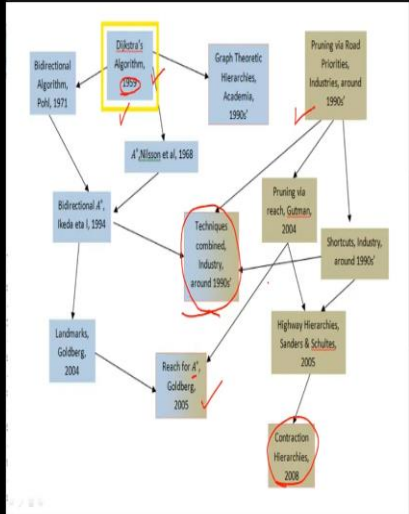 Dijkstra's
Algorithm,
1959
Bidirectional
Algorithm,
Pohl, 1971
Graph Theoretic
Hierarchies,
Academia,
1990s'
Pruning via Road
Priorities,
Industries, around
1990s'
A*,Nilsson et al, 1968
Bidirectional A*,
Ikeda eta l, 1994
Techniques
combined,
Industry,
around 1990s'
Pruning via
reach, Gutman,
2004
Shortcuts, Industry,
around 1990s'
Landmarks,
Goldberg,
2004
Reach for A*,
Goldberg,
2005
Highway Hierarchies,
Sanders & Schultes,
2005
Contraction
Hierarchies,
2008